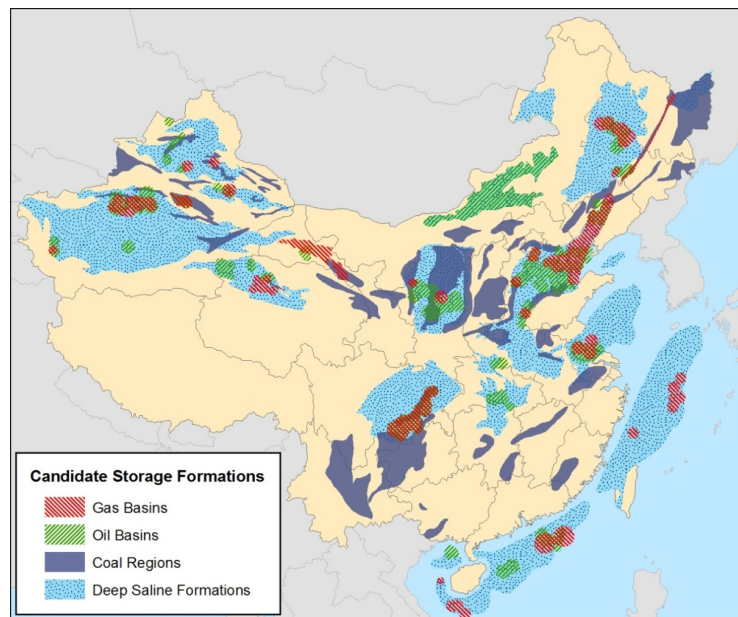 Candidate Storage Formations
Gas Basins
Oil Basins
Coal Regions
Deep Saline Formations